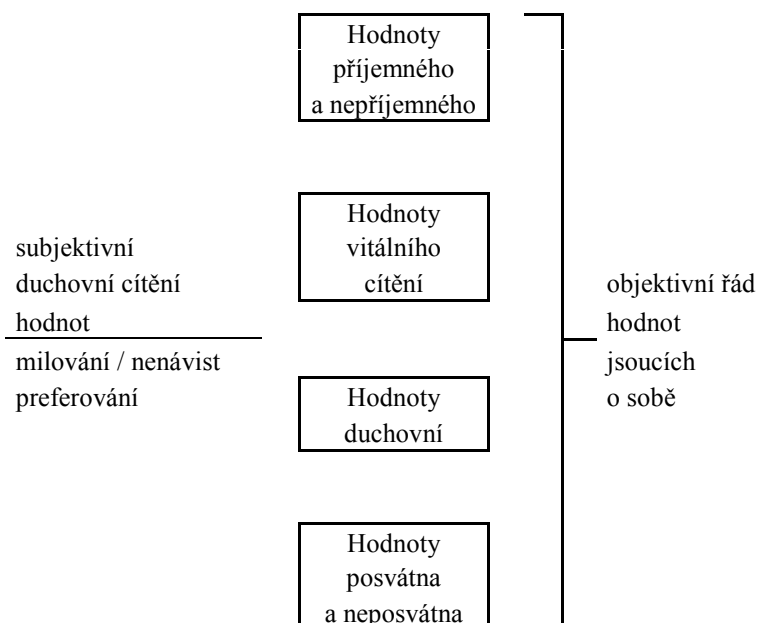 Hodnoty
příjemného
a nepříjemného
Hodnoty
vitálního
cítění
subjektivní
duchovní cítění
hodnot
milování / nenávist
preferování
Hodnoty
duchovní
Hodnoty
posvátna
a neposvátna
objektivní řád
hodnot
jsoucích
o sobě